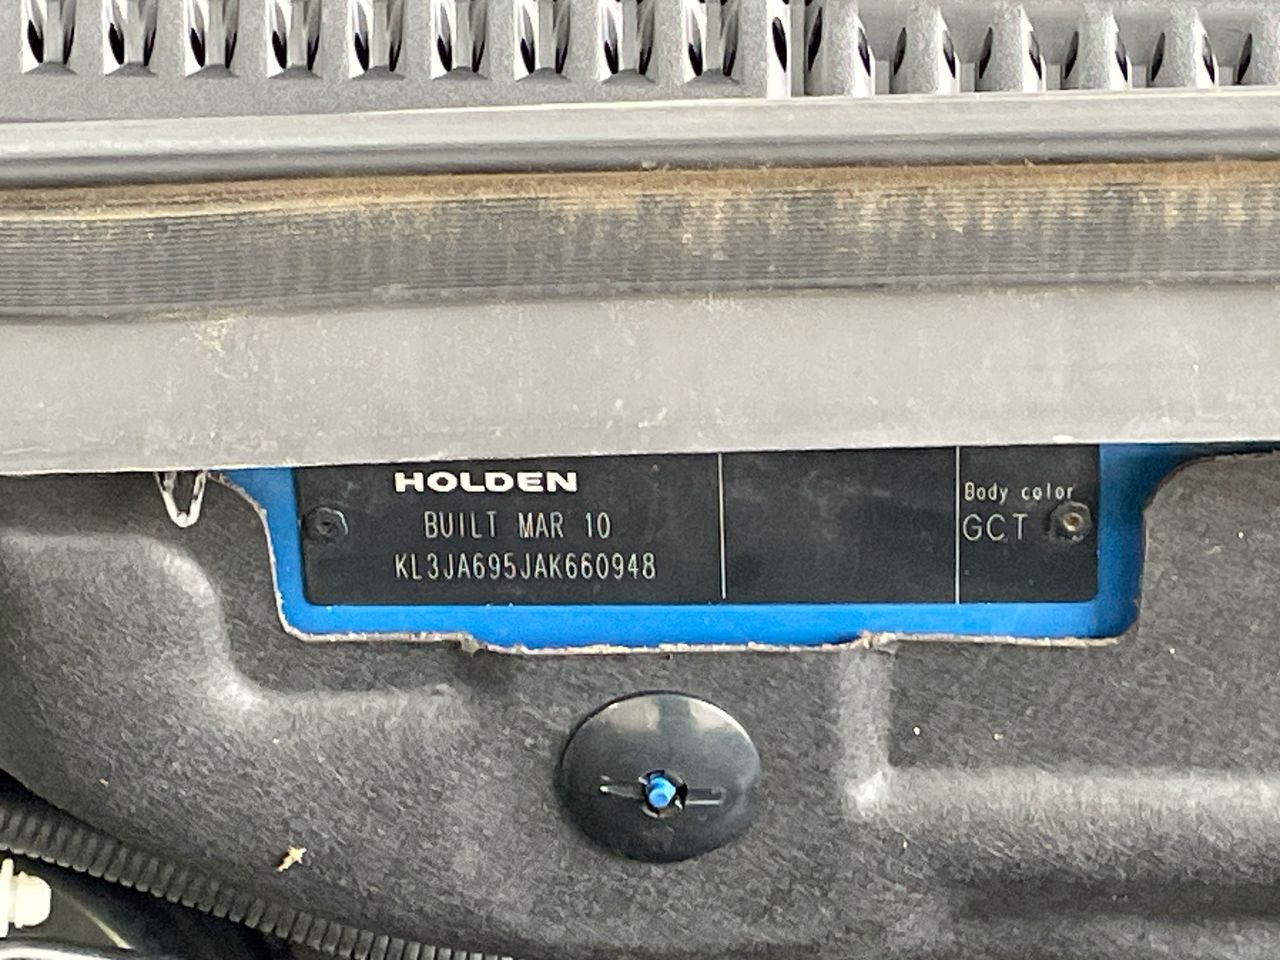 HOLDEN
BUILT MAR 10
KL3JA695JAK660948
Body color
GCT